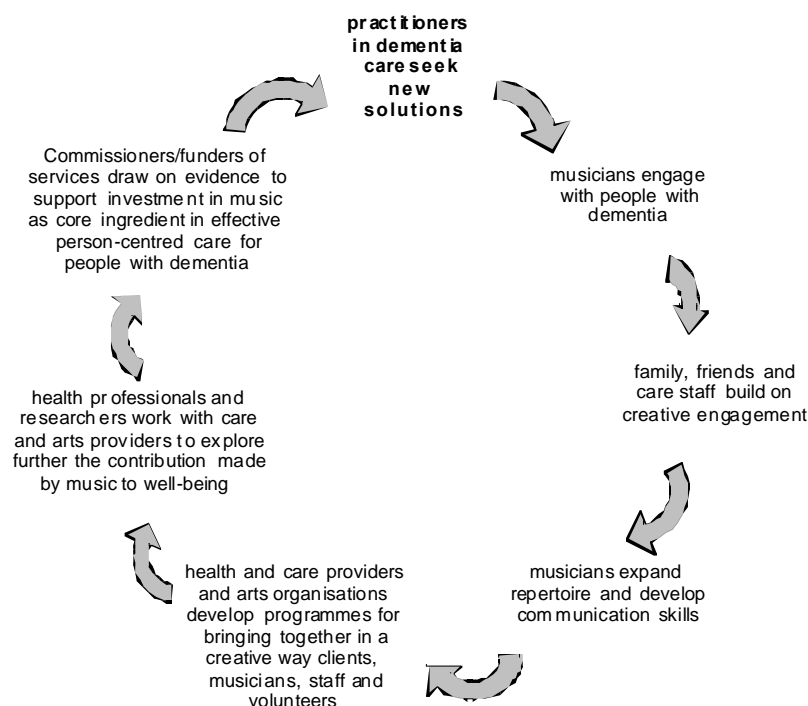 practitioners
in dementia
care seek
new
solutions
musicians engage
with people with
dementia
family, friends and
care staff build on
creative engagement
musicians expand
repertoire and develop
communication skills
health and care providers
and arts organisations
develop programmes for
bringing together in a
creative way clients,
musicians, staff and
volunteers
health professionals and
researchers work with care
and arts providers to explore
further the contribution made
by music to well-being
Commissioners/funders of
services draw on evidence to
support investment in music
as core ingredient in effective
person-centred care for
people with dementia